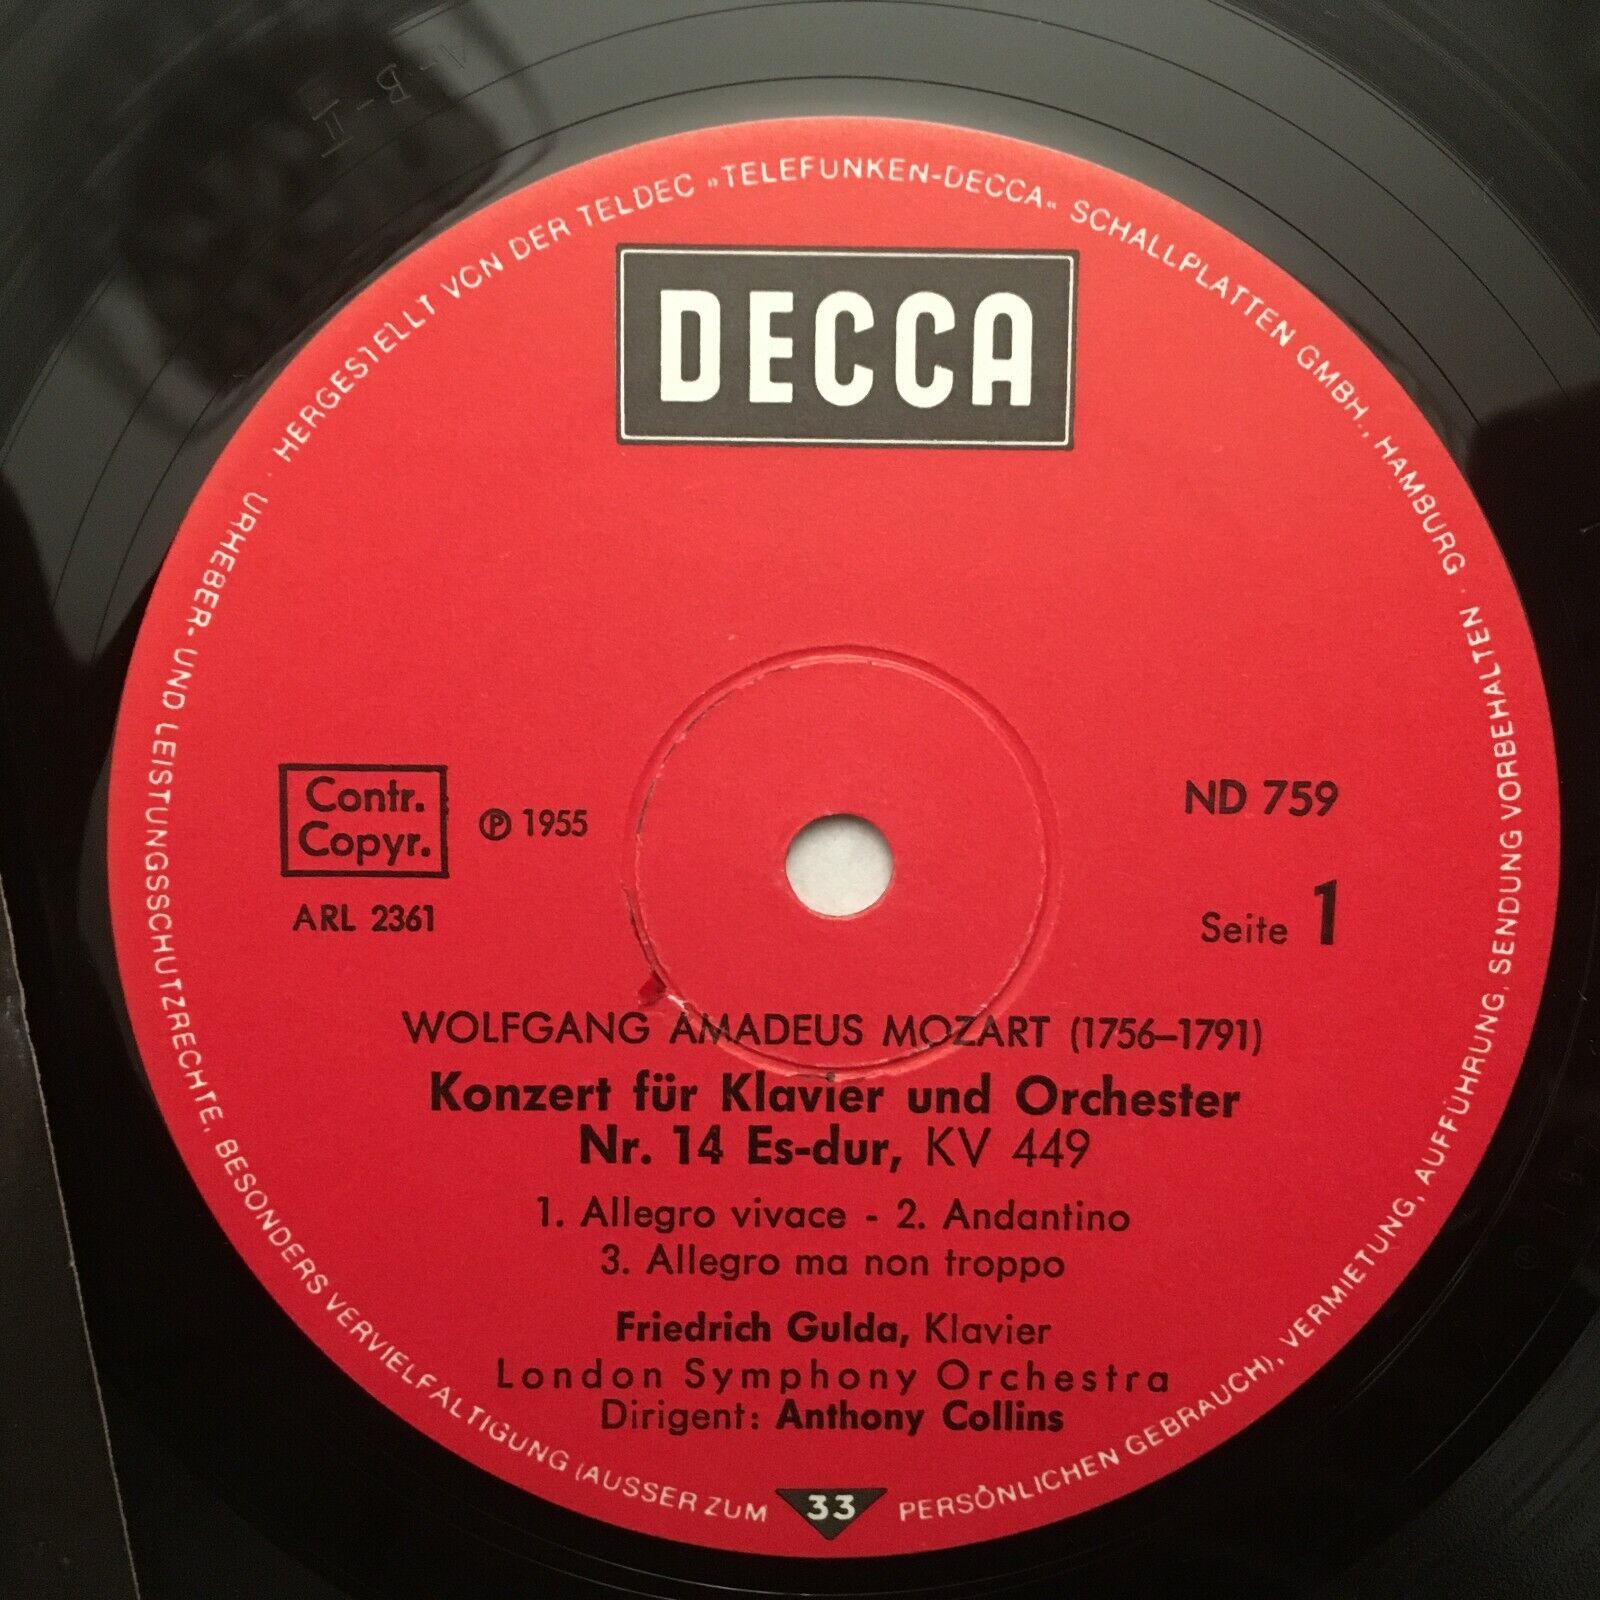 HERGESTELLT VON DER TELDEC »TELEFUNKEN-DECCA« SCHALLPLATTEN GMBH., HAMBURG ·
URHEBER- UND LEISTUNGSSCHUTZRECHTE, BESONDERS VERVIELFALTIGUNG (AUSSER ZUM PERSÖNLICHEN GEBRAUCH), VERMIETUNG, AUFFÜHRUNG, SENDUNG VORBEHALTEN
DECCA
Contr.
Copyr.
℗ 1955
ND 759
ARL 2361
Seite 1
WOLFGANG AMADEUS MOZART (1756–1791)
Konzert für Klavier und Orchester
Nr. 14 Es-dur, KV 449
1. Allegro vivace - 2. Andantino
3. Allegro ma non troppo
Friedrich Gulda, Klavier
London Symphony Orchestra
Dirigent: Anthony Collins
33